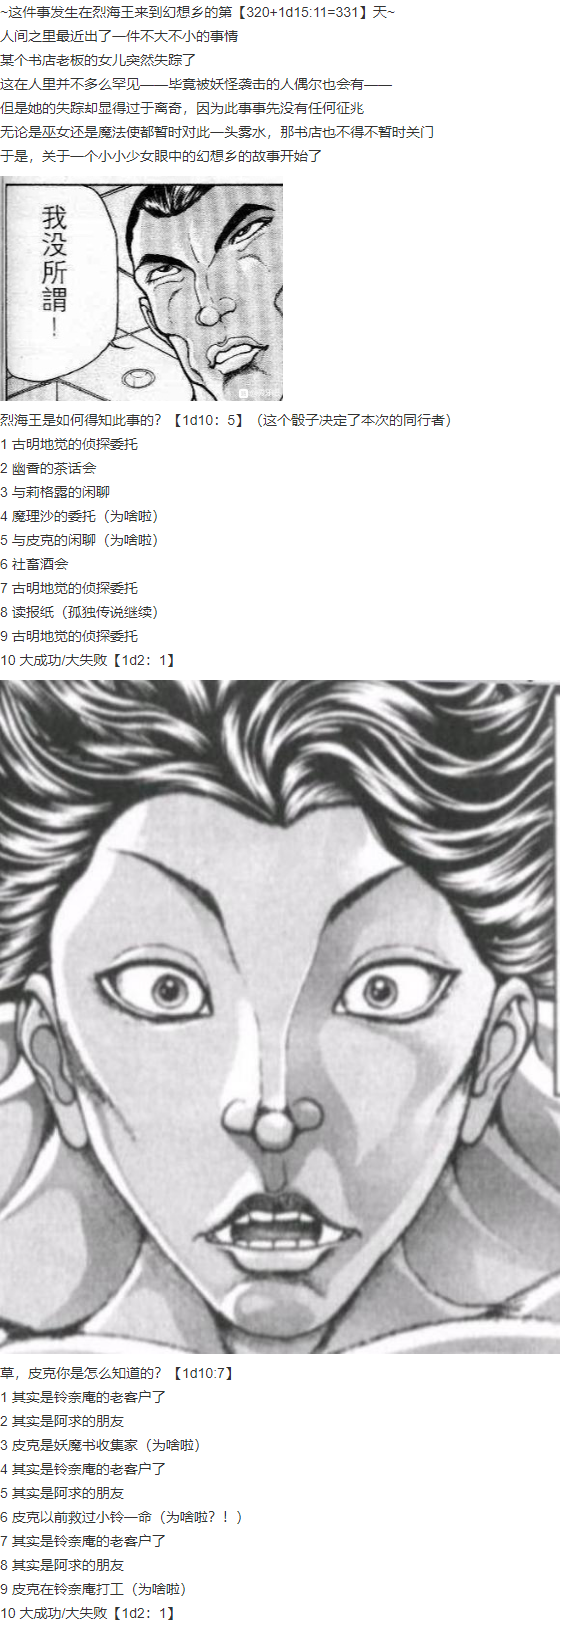 ~这件事发生在烈海王来到幻想乡的第【320+1d15:11=331】天~
人间之里最近出了一件不大不小的事情
某个书店老板的女儿突然失踪了
这在人里并不多么罕见——毕竟被妖怪袭击的人偶尔也会有——
但是她的失踪却显得过于离奇，因为此事事先没有任何征兆
无论是巫女还是魔法使都暂时对此一头雾水，那书店也不得不暂时关门
于是，关于一个小小少女眼中的幻想乡的故事开始了
我没所謂！
烈海王是如何得知此事的？【1d10：5】（这个骰子决定了本次的同行者）
1 古明地觉的侦探委托
2 幽香的茶话会
3 与莉格露的闲聊
4 魔理沙的委托（为啥啦）
5 与皮克的闲聊（为啥啦）
6 社畜酒会
7 古明地觉的侦探委托
8 读报纸（孤独传说继续）
9 古明地觉的侦探委托
10 大成功/大失败【1d2：1】
草，皮克你是怎么知道的？【1d10:7】
1 其实是铃奈庵的老客户了
2 其实是阿求的朋友
3 皮克是妖魔书收集家（为啥啦）
4 其实是铃奈庵的老客户了
5 其实是阿求的朋友
6 皮克以前救过小铃一命（为啥啦？！）
7 其实是铃奈庵的老客户了
8 其实是阿求的朋友
9 皮克在铃奈庵打工（为啥啦）
10 大成功/大失败【1d2：1】